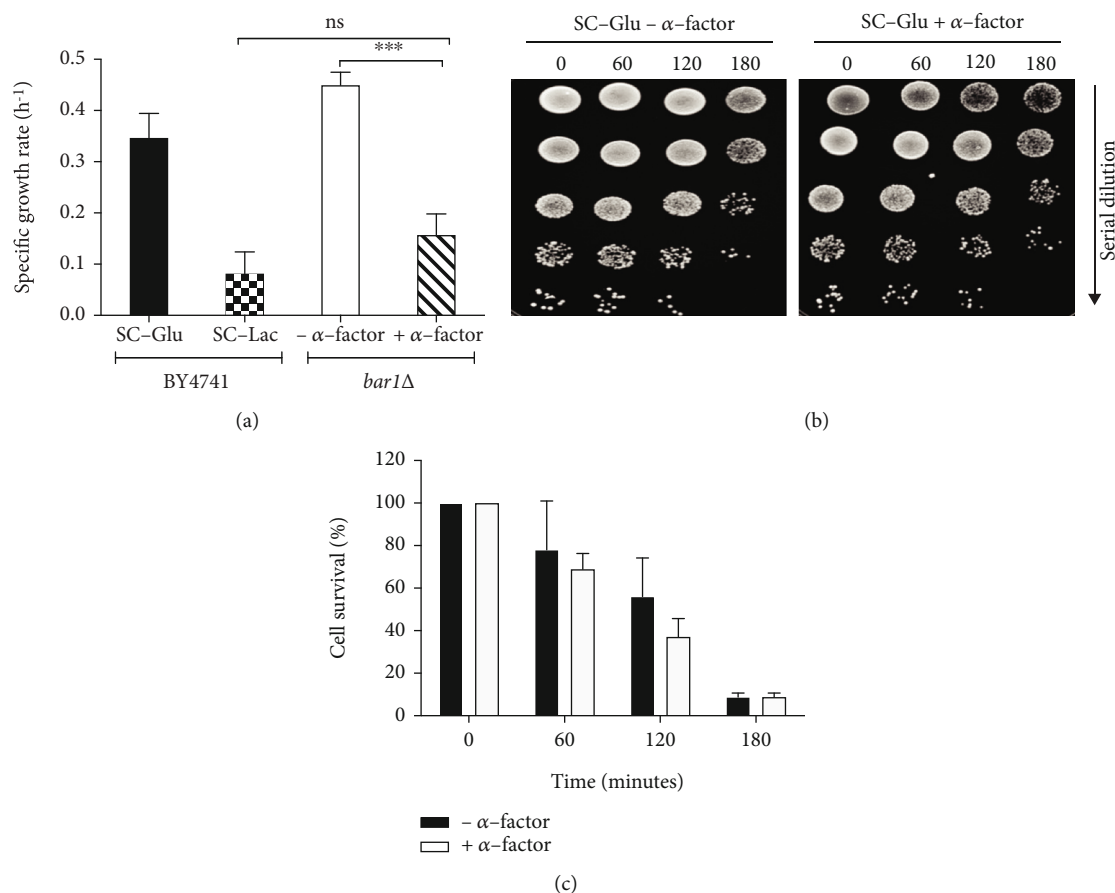 ns
***
Specific growth rate (h-1)
0.5
0.4
0.3
0.2
0.1
0.0
SC–Glu SC–Lac – α–factor + α–factor
BY4741 bar1Δ
(a)
SC–Glu – α–factor
0 60 120 180
SC–Glu + α–factor
0 60 120 180
Serial dilution
(b)
Cell survival (%)
120
100
80
60
40
20
0
0 60 120 180
Time (minutes)
– α–factor
+ α–factor
(c)